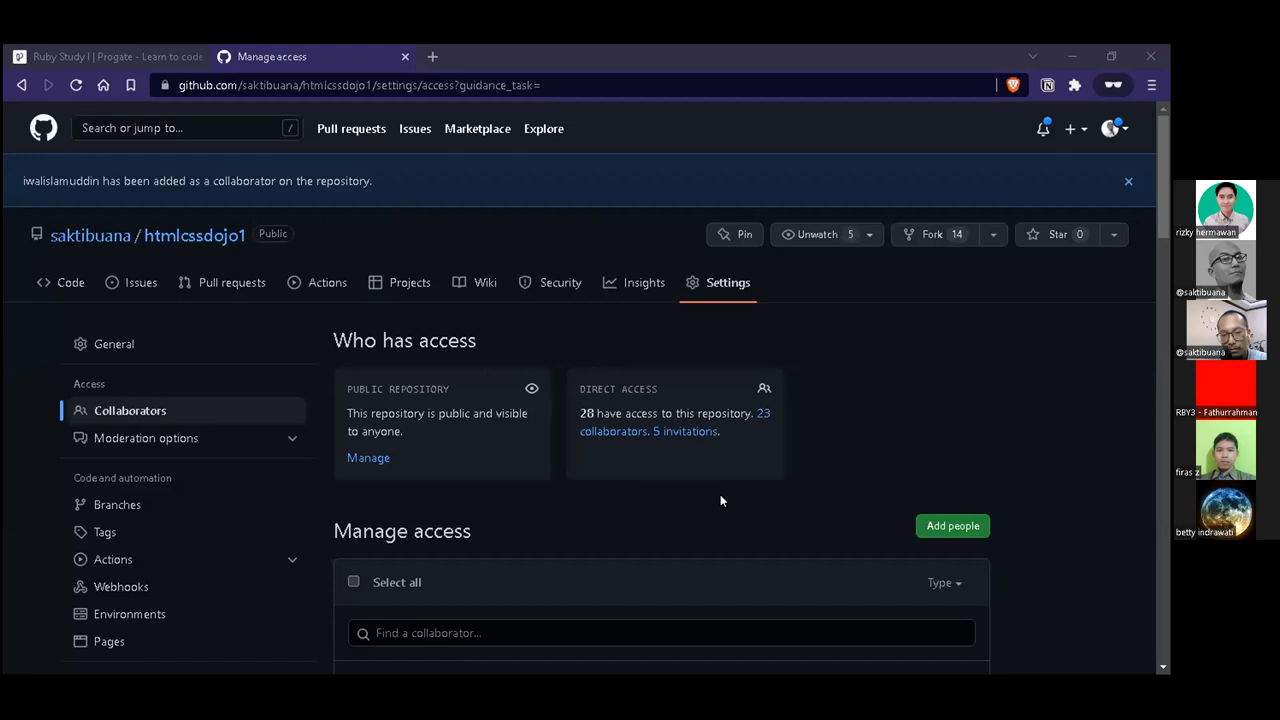 Ruby Study I | Progate - Learn to code
Manage access
github.com/saktibuana/htmlcssdojo1/settings/access?guidance_task=
Search or jump to...
/
Pull requests
Issues
Marketplace
Explore
iwalislamuddin has been added as a collaborator on the repository.
saktibuana / htmlcssdojo1
Public
Pin
Unwatch 5
Fork 14
Star 0
Code
Issues
Pull requests
Actions
Projects
Wiki
Security
Insights
Settings
General
Access
Collaborators
Moderation options
Code and automation
Branches
Tags
Actions
Webhooks
Environments
Pages
Who has access
PUBLIC REPOSITORY
This repository is public and visible
to anyone.
Manage
DIRECT ACCESS
28 have access to this repository. 23
collaborators. 5 invitations.
Manage access
Add people
Select all
Type
Find a collaborator...
rizky hermawan
@saktibuana
@saktibuana
RBY3 - Fathurrahman
firas z
betty indrawati